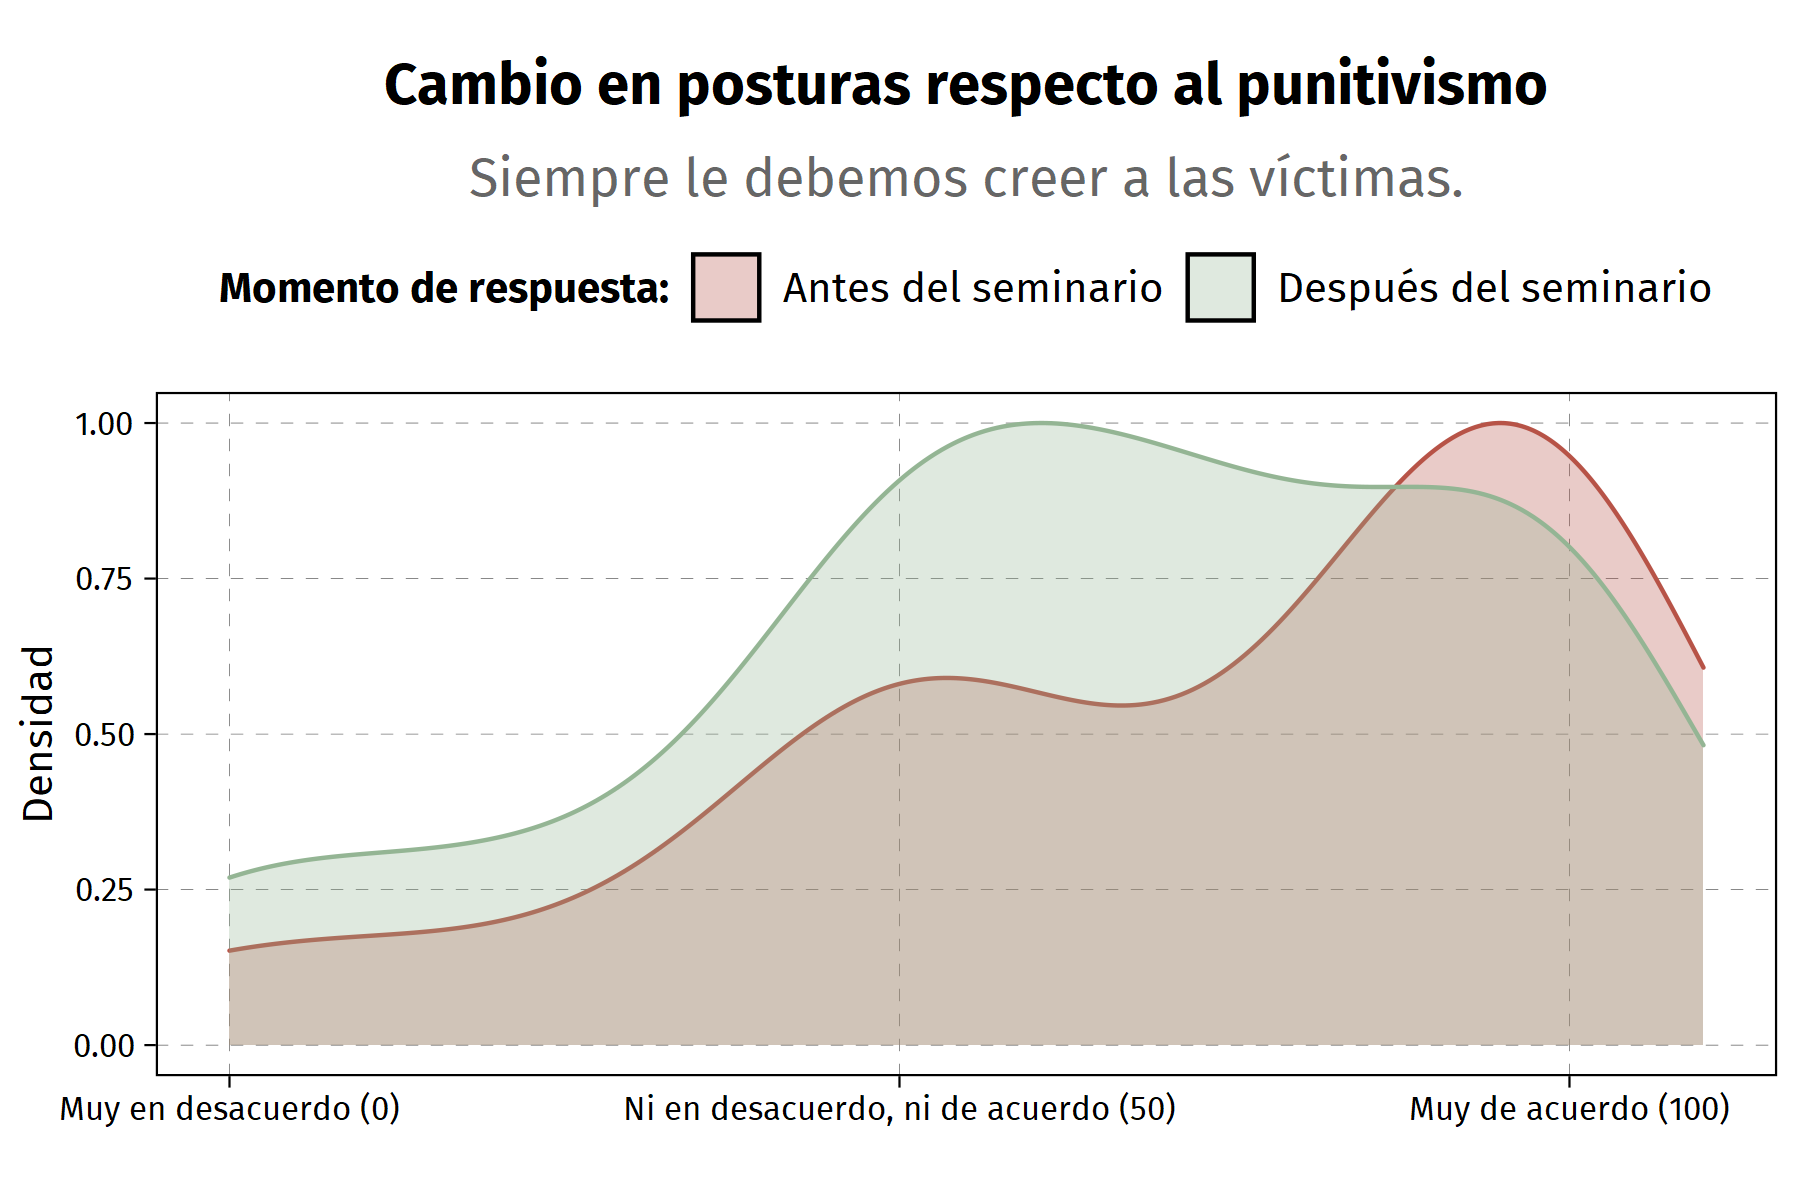 Cambio en posturas respecto al punitivismo
Siempre le debemos creer a las víctimas.
Momento de respuesta: Antes del seminario Después del seminario
Densidad
1.00
0.75
0.50
0.25
0.00
Muy en desacuerdo (0) Ni en desacuerdo, ni de acuerdo (50) Muy de acuerdo (100)